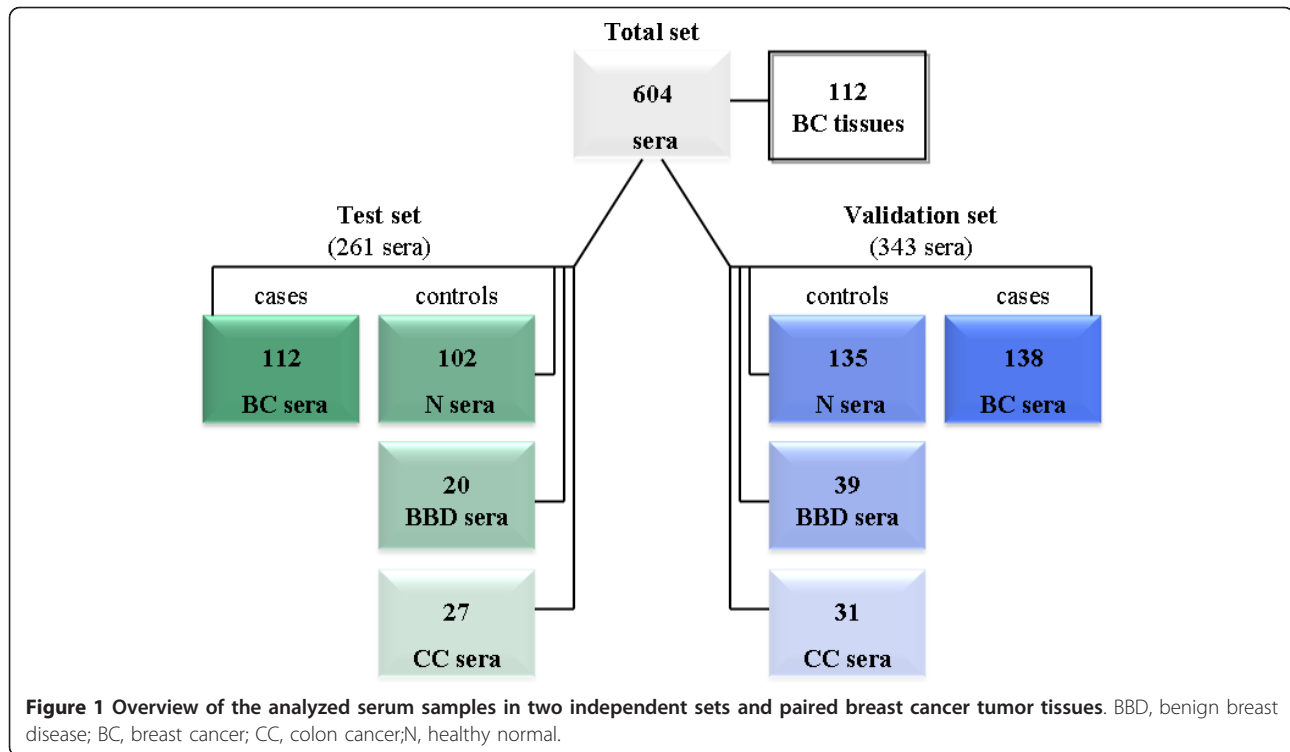 Total set
604
sera
112
BC tissues
Test set
(261 sera)
Validation set
(343 sera)
cases
controls
controls
cases
112
BC sera
102
N sera
135
N sera
138
BC sera
20
BBD sera
39
BBD sera
27
CC sera
31
CC sera
Figure 1 Overview of the analyzed serum samples in two independent sets and paired breast cancer tumor tissues. BBD, benign breast
disease; BC, breast cancer; CC, colon cancer;N, healthy normal.